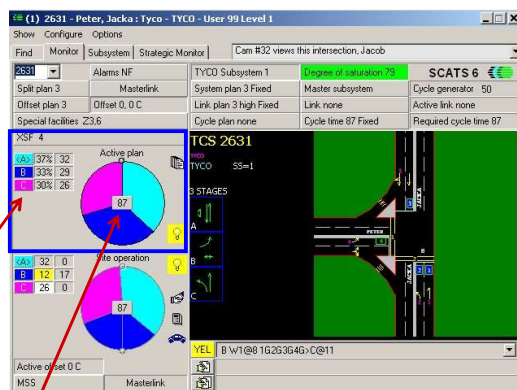 (1) 2631 - Peter, Jacka : Tyco - TYCO - User 99 Level 1
Show Configure Options
Find Monitor Subsystem Strategic Monitor Cam #32 views this intersection, Jacob
2631 Alarms NF TYCO Subsystem 1 Degree of saturation 79 SCATS 6
Split plan 3 Masterlink System plan 3 Fixed Master subsystem Cycle generator 50
Offset plan 3 Offset 0, 0 C Link plan 3 high Fixed Link none Active link none
Special facilities Z3,6 Cycle plan none Cycle time 87 Fixed Required cycle time 87
XSF 4
Active plan
<A> 37% 32
B 33% 29
C 30% 26
87
Site operation
<A> 32 0
B 12 17
C 26 0
87
Active offset 0 C
MSS Masterlink
TCS 2631
TYCO
TYCO SS=1
3 STAGES
A
B
C
PETER
JACKA
JACKA
YEL B W1@8 1G2G3G4G>C@11